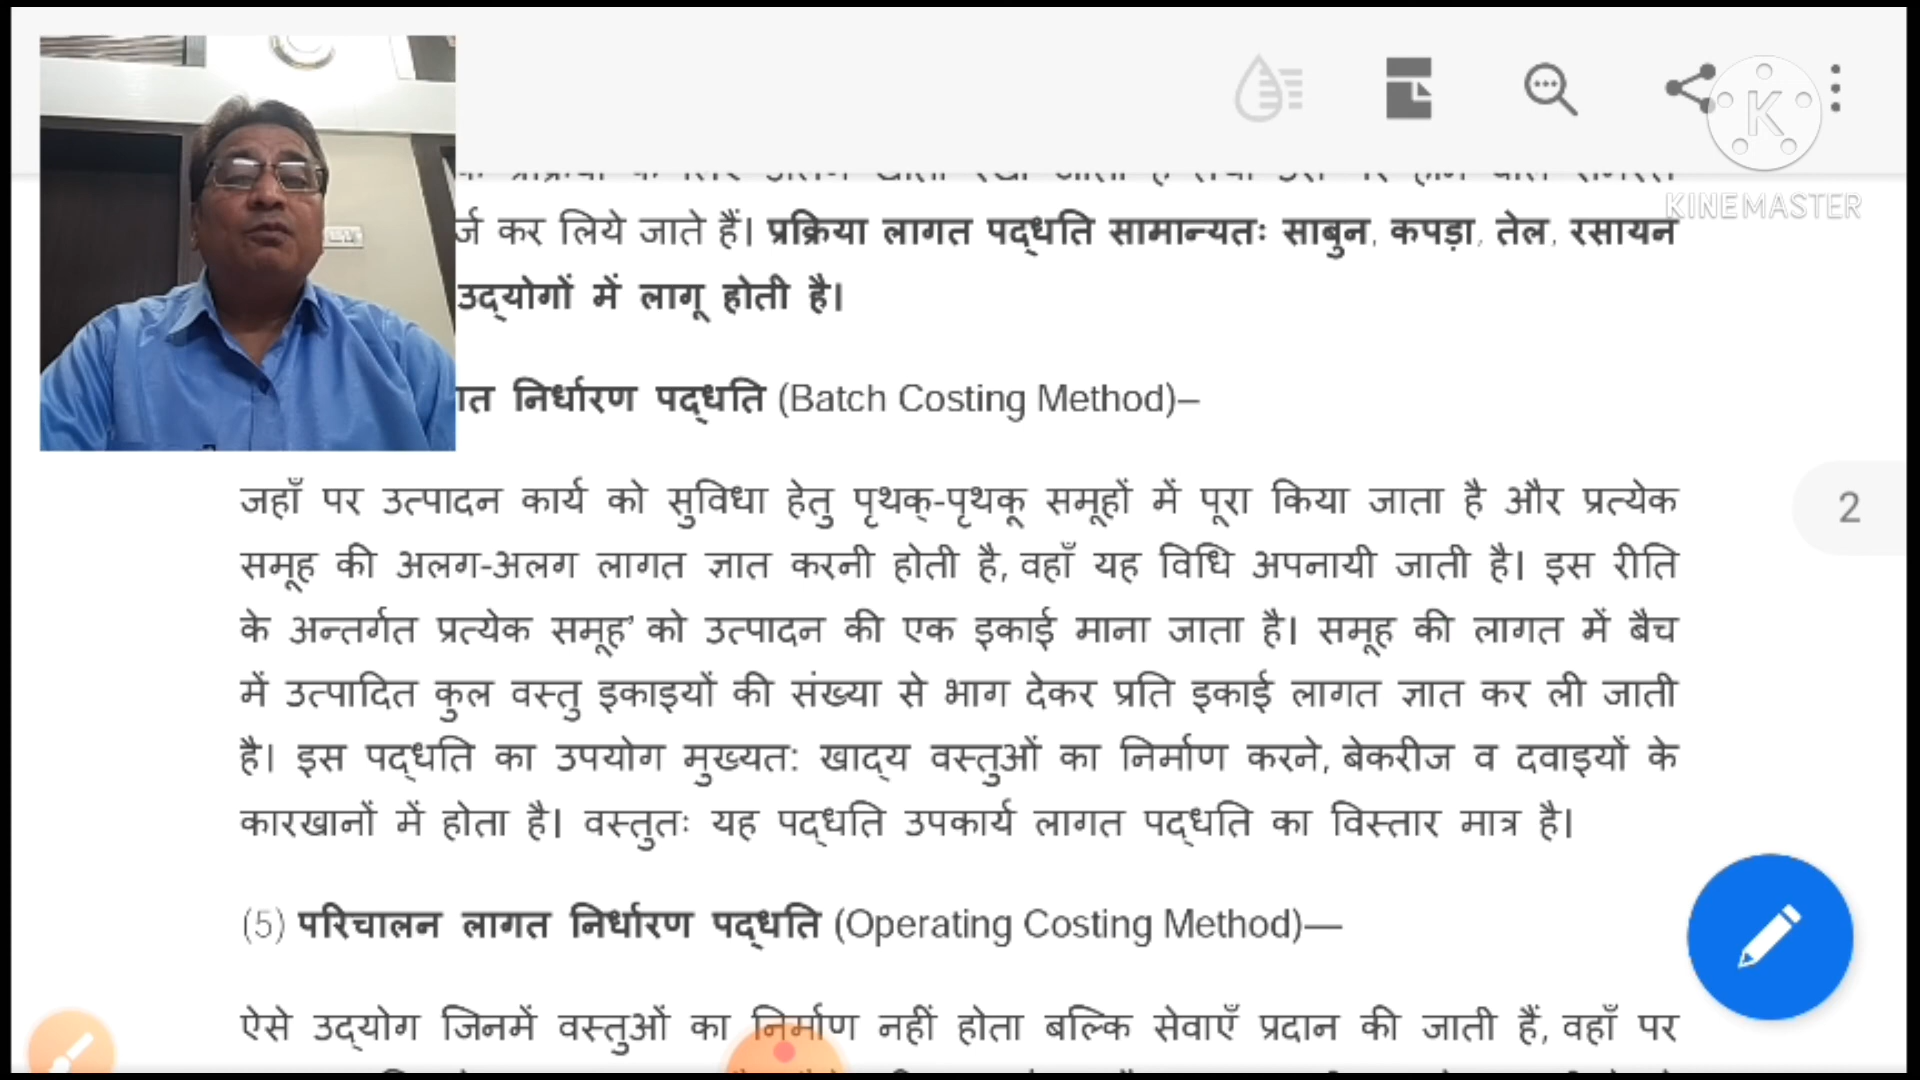 KINEMASTER
र्ज कर लिये जाते हैं। प्रक्रिया लागत पद्धति सामान्यतः साबुन, कपड़ा, तेल, रसायन
उद्योगों में लागू होती है।
गत निर्धारण पद्धति (Batch Costing Method)–
जहाँ पर उत्पादन कार्य को सुविधा हेतु पृथक्-पृथकू समूहों में पूरा किया जाता है और प्रत्येक
2
समूह की अलग-अलग लागत ज्ञात करनी होती है, वहाँ यह विधि अपनायी जाती है। इस रीति
के अन्तर्गत प्रत्येक समूह’ को उत्पादन की एक इकाई माना जाता है। समूह की लागत में बैच
में उत्पादित कुल वस्तु इकाइयों की संख्या से भाग देकर प्रति इकाई लागत ज्ञात कर ली जाती
है। इस पद्धति का उपयोग मुख्यत: खाद्य वस्तुओं का निर्माण करने, बेकरीज व दवाइयों के
कारखानों में होता है। वस्तुतः यह पद्धति उपकार्य लागत पद्धति का विस्तार मात्र है।
(5) परिचालन लागत निर्धारण पद्धति (Operating Costing Method)—
ऐसे उद्योग जिनमें वस्तुओं का निर्माण नहीं होता बल्कि सेवाएँ प्रदान की जाती हैं, वहाँ पर